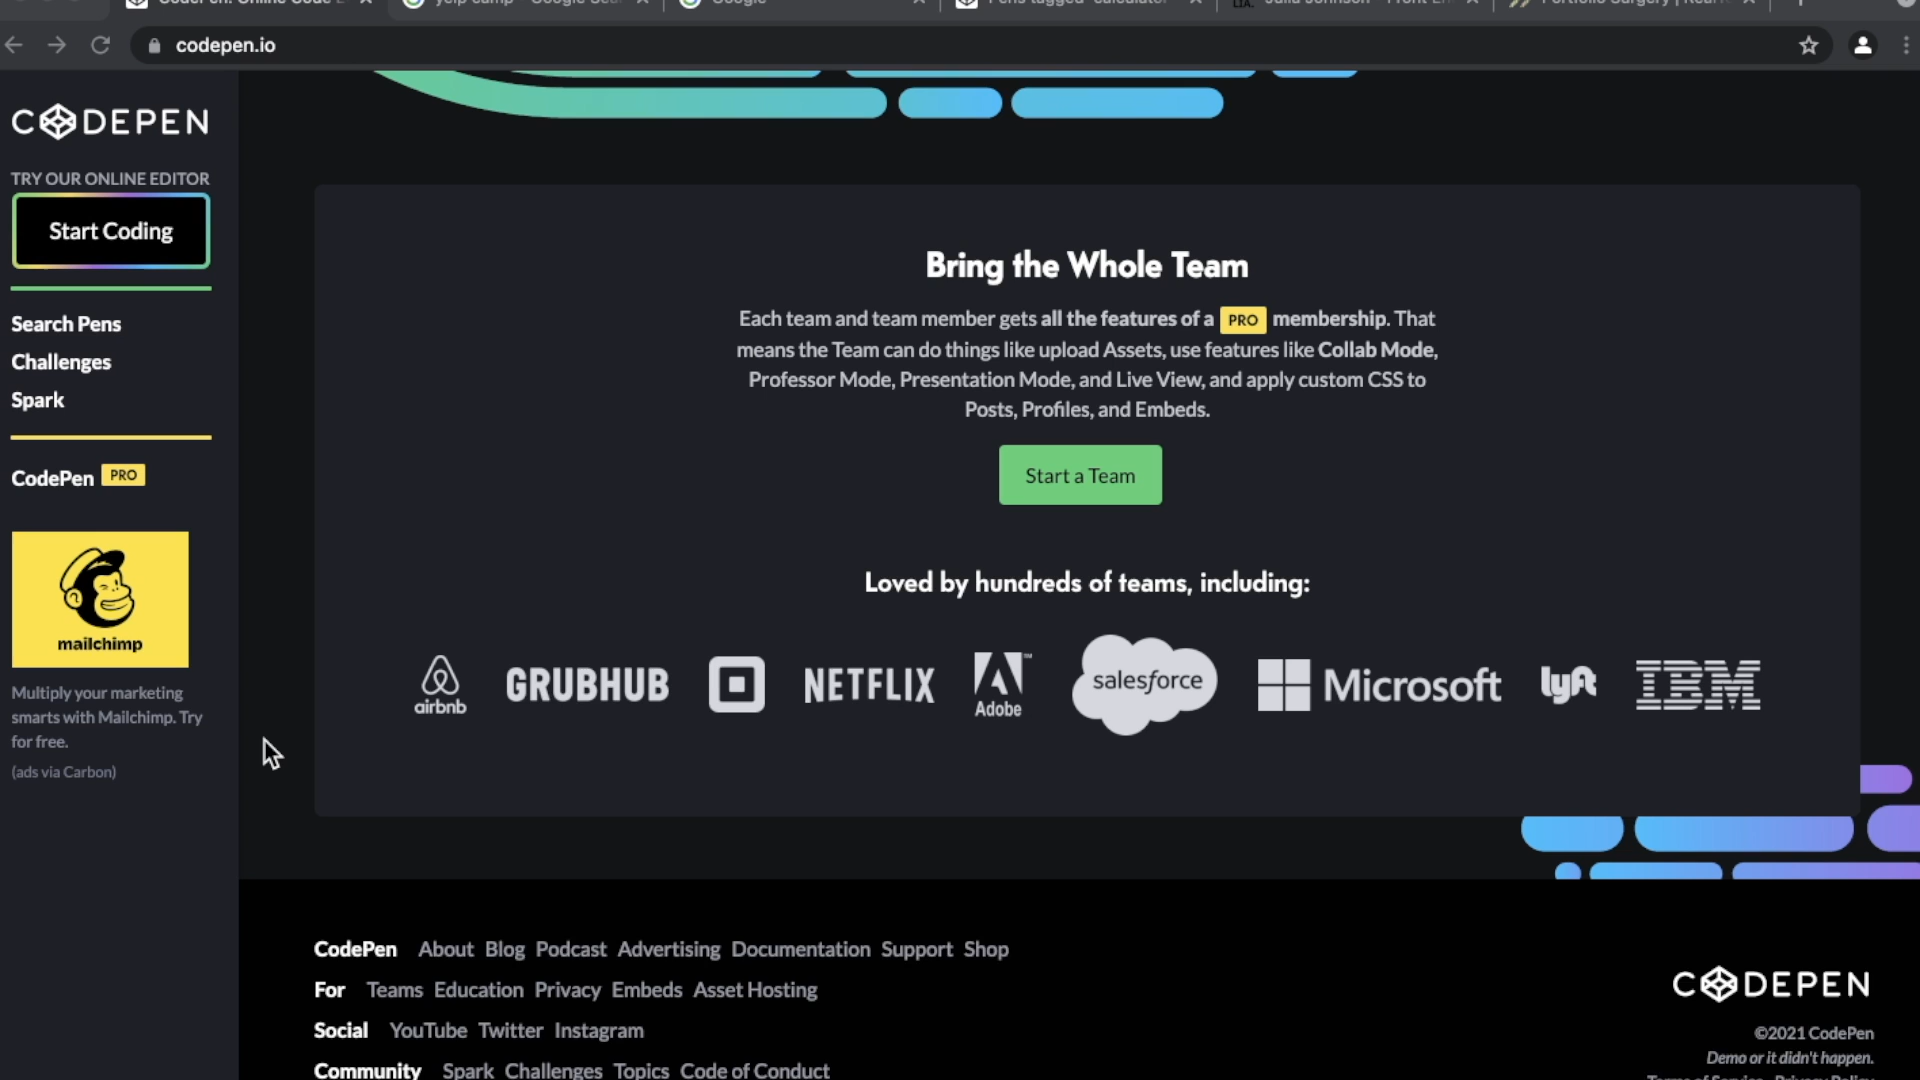 codepen.io
CODEPEN
TRY OUR ONLINE EDITOR
Start Coding
Search Pens
Challenges
Spark
CodePen PRO
mailchimp
Multiply your marketing
smarts with Mailchimp. Try
for free.
(ads via Carbon)
Bring the Whole Team
Each team and team member gets all the features of a PRO membership. That
means the Team can do things like upload Assets, use features like Collab Mode,
Professor Mode, Presentation Mode, and Live View, and apply custom CSS to
Posts, Profiles, and Embeds.
Start a Team
Loved by hundreds of teams, including:
airbnb GRUBHUB NETFLIX Adobe™ salesforce Microsoft lyft IBM
CodePen About Blog Podcast Advertising Documentation Support Shop
For Teams Education Privacy Embeds Asset Hosting
Social YouTube Twitter Instagram
Community Spark Challenges Topics Code of Conduct
CODEPEN
©2021 CodePen
Demo or it didn't happen.